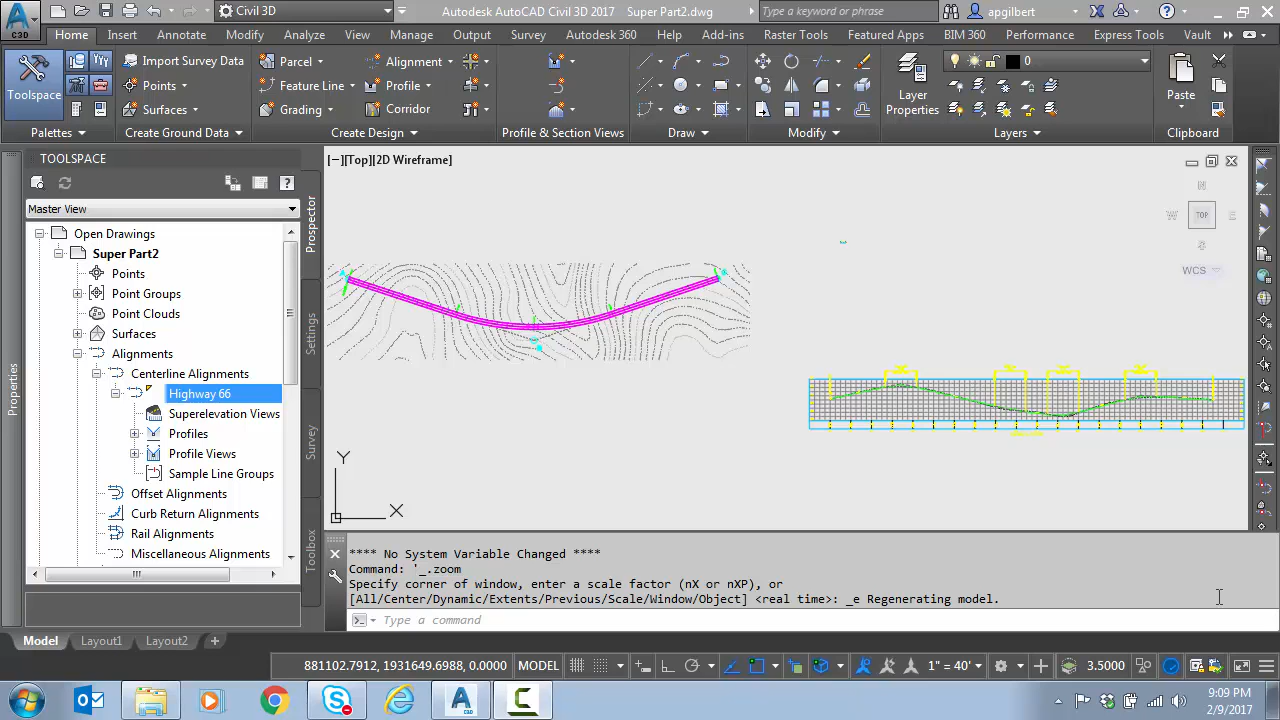 Civil 3D
Autodesk AutoCAD Civil 3D 2017 Super Part2.dwg
Type a keyword or phrase
apgilbert
C3D
Home Insert Annotate Modify Analyze View Manage Output Survey Autodesk 360 Help Add-ins Raster Tools Featured Apps BIM 360 Performance Express Tools Vault
Toolspace
Import Survey Data
Points
Surfaces
Parcel
Feature Line
Grading
Alignment
Profile
Corridor
Layer
Properties
0
Paste
Palettes Create Ground Data Create Design Profile & Section Views Draw Modify Layers Clipboard
TOOLSPACE
Master View
Open Drawings
Super Part2
Points
Point Groups
Point Clouds
Surfaces
Alignments
Centerline Alignments
Highway 66
Superelevation Views
Profiles
Profile Views
Sample Line Groups
Offset Alignments
Curb Return Alignments
Rail Alignments
Miscellaneous Alignments
Properties
Prospector
Settings
Survey
Toolbox
[−][Top][2D Wireframe]
N
W TOP E
S
WCS
Y
X
**** No System Variable Changed ****
Command: '_.zoom
Specify corner of window, enter a scale factor (nX or nXP), or
[All/Center/Dynamic/Extents/Previous/Scale/Window/Object] <real time>: _e Regenerating model.
Type a command
Model Layout1 Layout2 +
881102.7912, 1931649.6988, 0.0000 MODEL
1" = 40'
3.5000
9:09 PM
2/9/2017